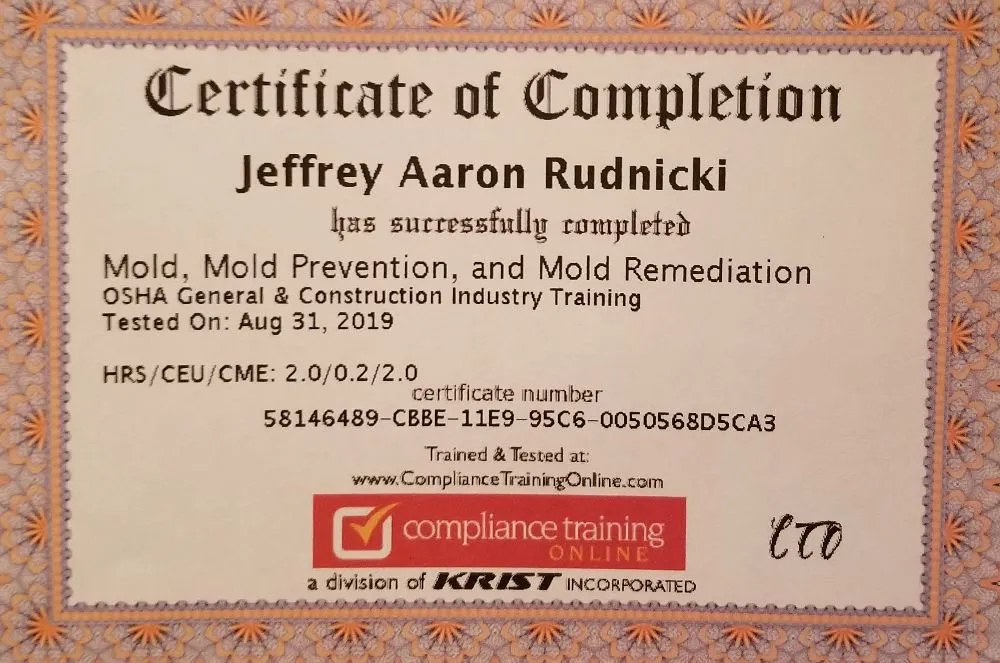 Certificate of Completion
Jeffrey Aaron Rudnicki
has successfully completed
Mold, Mold Prevention, and Mold Remediation
OSHA General & Construction Industry Training
Tested On: Aug 31, 2019
HRS/CEU/CME: 2.0/0.2/2.0
certificate number
58146489-CBBE-11E9-95C6-0050568D5CA3
Trained & Tested at:
www.ComplianceTrainingOnline.com
compliance training
ONLINE
CTO
a division of KRIST INCORPORATED